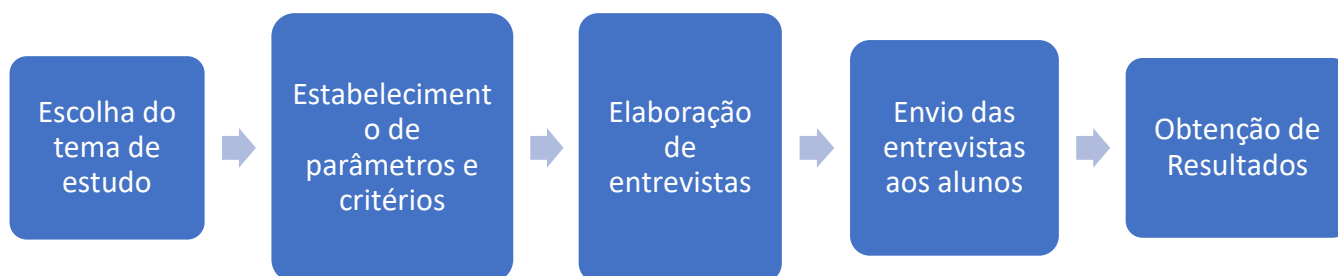 Escolha do
tema de
estudo
Estabeleciment
o de
parâmetros e
critérios
Elaboração
de
entrevistas
Envio das
entrevistas
aos alunos
Obtenção de
Resultados